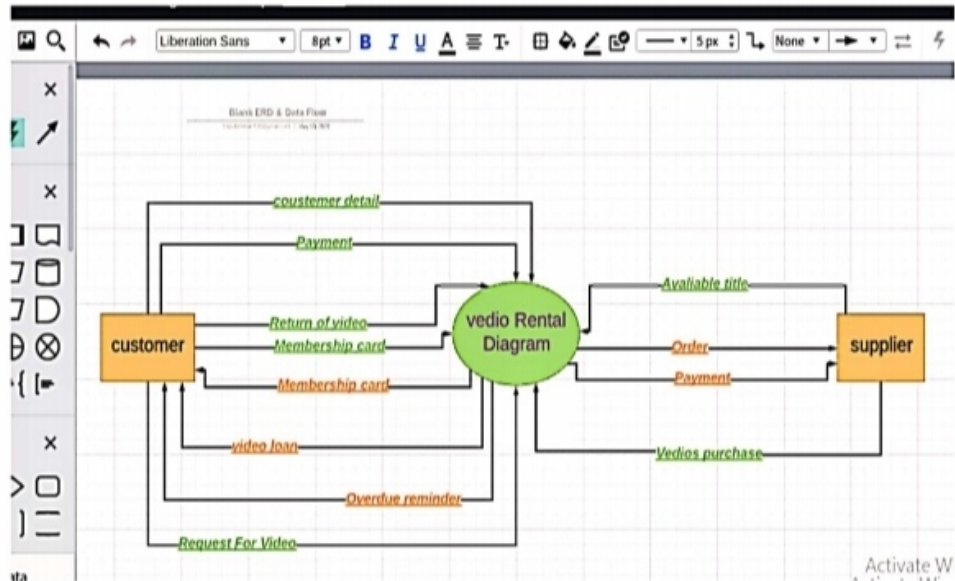 Liberation Sans
8pt
B
I
U
A
T
5 px
None
Blank ERD & Data Flow
coustemer detail
Payment
Avaliable title
Return of video
Membership card
vedio Rental
Diagram
customer
Order
supplier
Membership card
Payment
video loan
Vedios purchase
Overdue reminder
Request For Video
Activate W